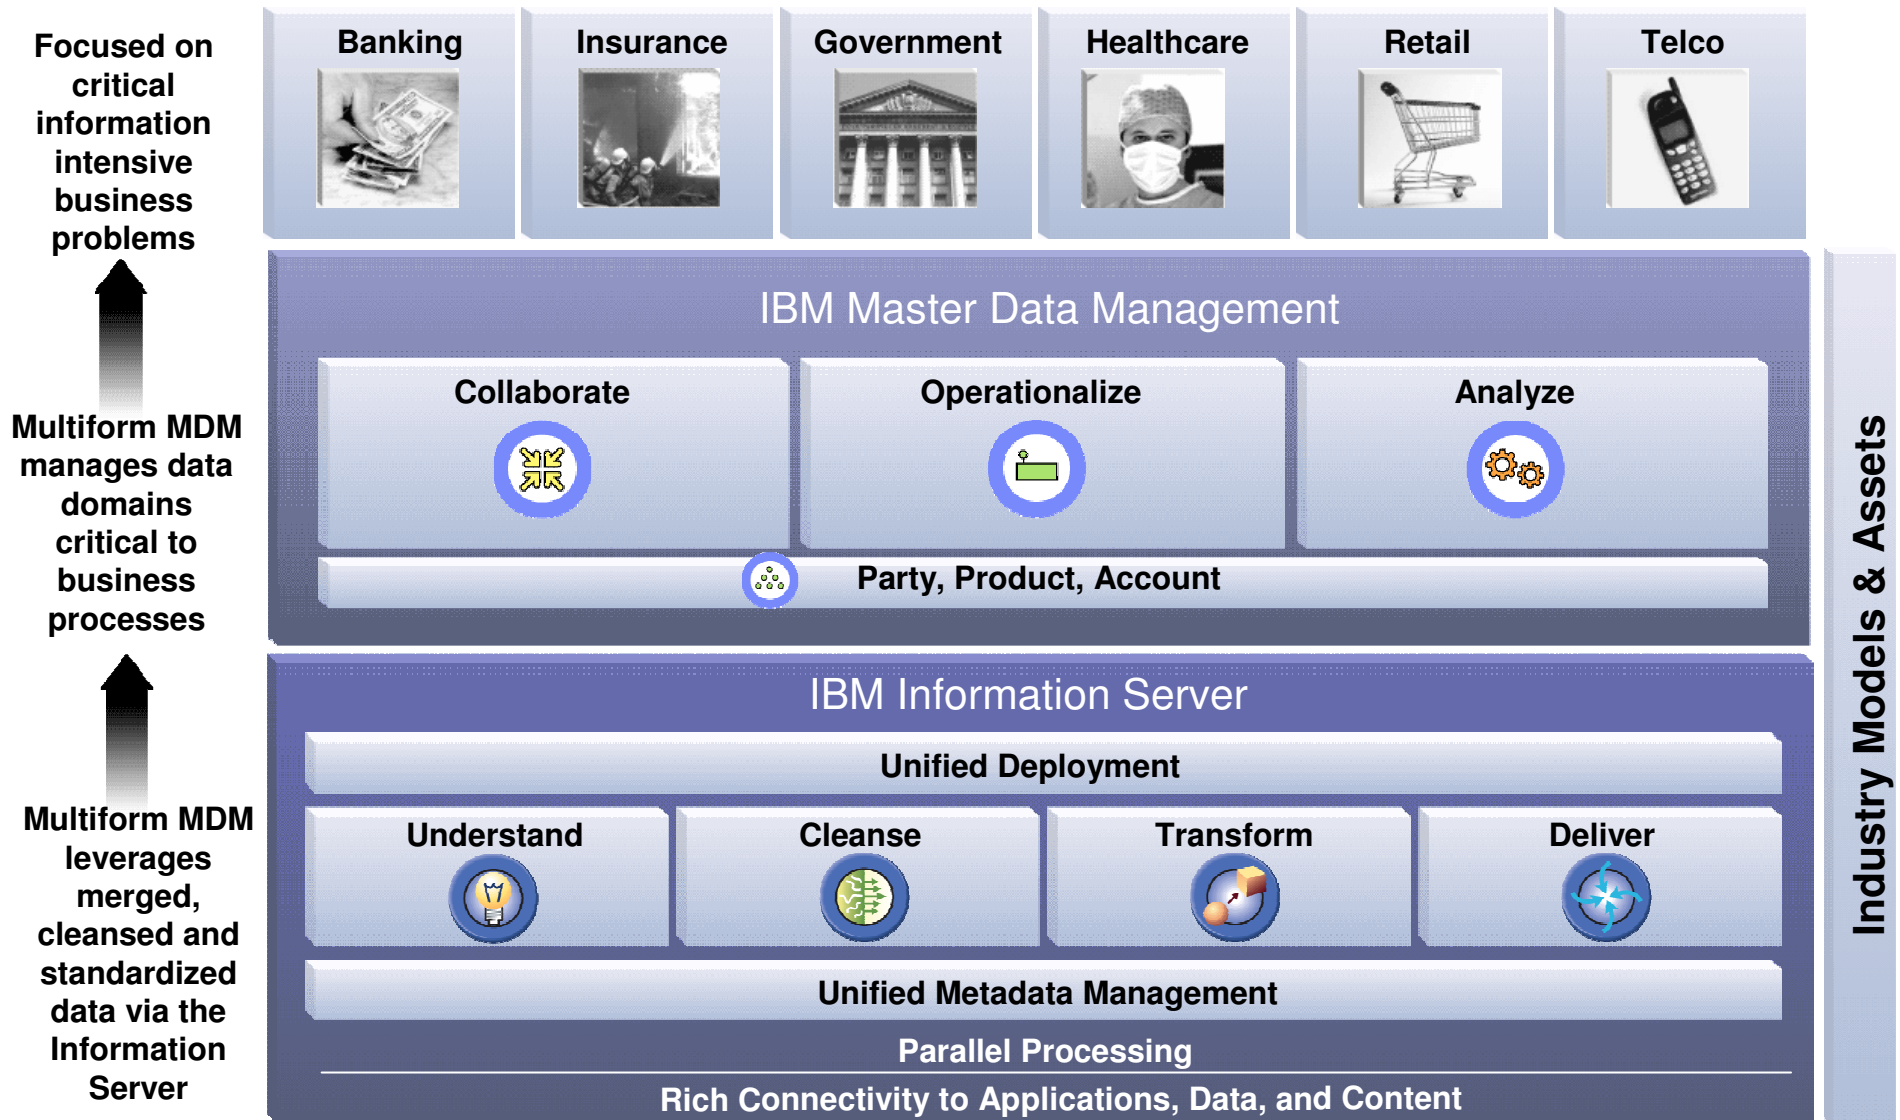 Focused on
critical
information
intensive
business
problems
Banking
Insurance
Government
Healthcare
Retail
Telco
Multiform MDM
manages data
domains
critical to
business
processes
IBM Master Data Management
Collaborate
Operationalize
Analyze
Party, Product, Account
Multiform MDM
leverages
merged,
cleansed and
standardized
data via the
Information
Server
IBM Information Server
Unified Deployment
Understand
Cleanse
Transform
Deliver
Unified Metadata Management
Parallel Processing
Rich Connectivity to Applications, Data, and Content
Industry Models & Assets